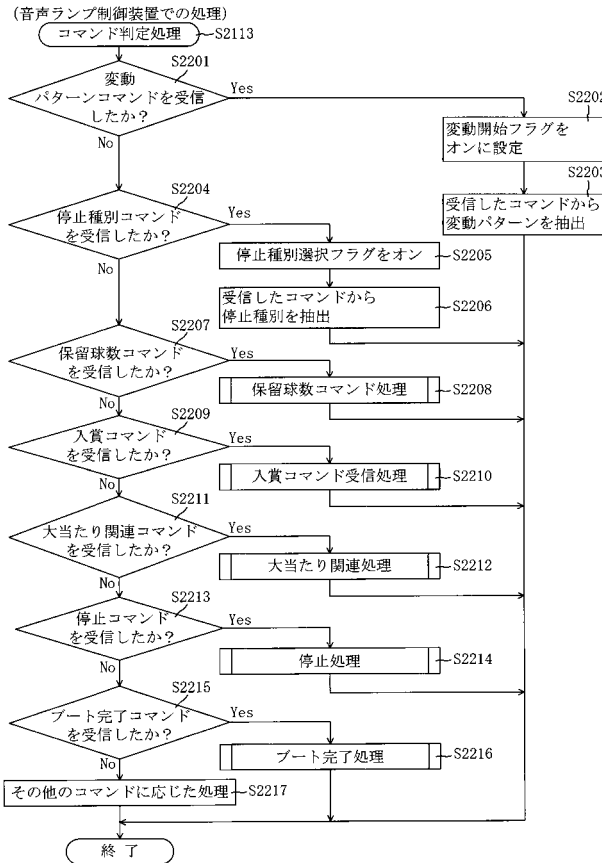 (音声ランプ制御装置での処理)
コマンド判定処理
S2113
S2201
変動
パターンコマンドを受信
したか?
Yes
No
S2202
変動開始フラグを
オンに設定
S2203
受信したコマンドから
変動パターンを抽出
S2204
停止種別コマンド
を受信したか?
Yes
No
停止種別選択フラグをオン
S2205
受信したコマンドから
停止種別を抽出
S2206
S2207
保留球数コマンド
を受信したか?
Yes
No
保留球数コマンド処理
S2208
S2209
入賞コマンド
を受信したか?
Yes
No
入賞コマンド受信処理
S2210
S2211
大当たり関連コマンド
を受信したか?
Yes
No
大当たり関連処理
S2212
S2213
停止コマンド
を受信したか?
Yes
No
停止処理
S2214
S2215
ブート完了コマンド
を受信したか?
Yes
No
ブート完了処理
S2216
その他のコマンドに応じた処理
S2217
終 了